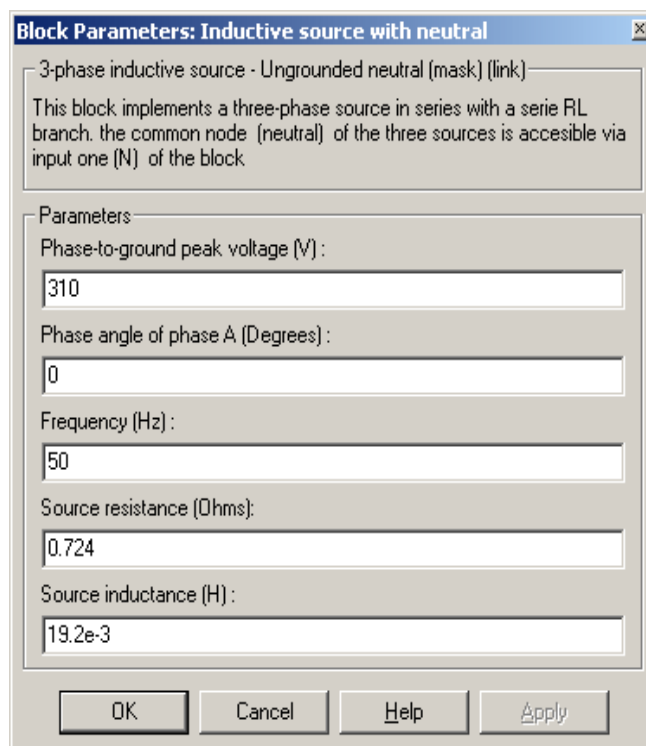 Block Parameters: Inductive source with neutral
3-phase inductive source - Ungrounded neutral (mask) (link)
This block implements a three-phase source in series with a serie RL
branch. the common node (neutral) of the three sources is accesible via
input one (N) of the block
Parameters
Phase-to-ground peak voltage (V) :
310
Phase angle of phase A (Degrees) :
0
Frequency (Hz) :
50
Source resistance (Ohms):
0.724
Source inductance (H) :
19.2e-3
OK
Cancel
Help
Apply